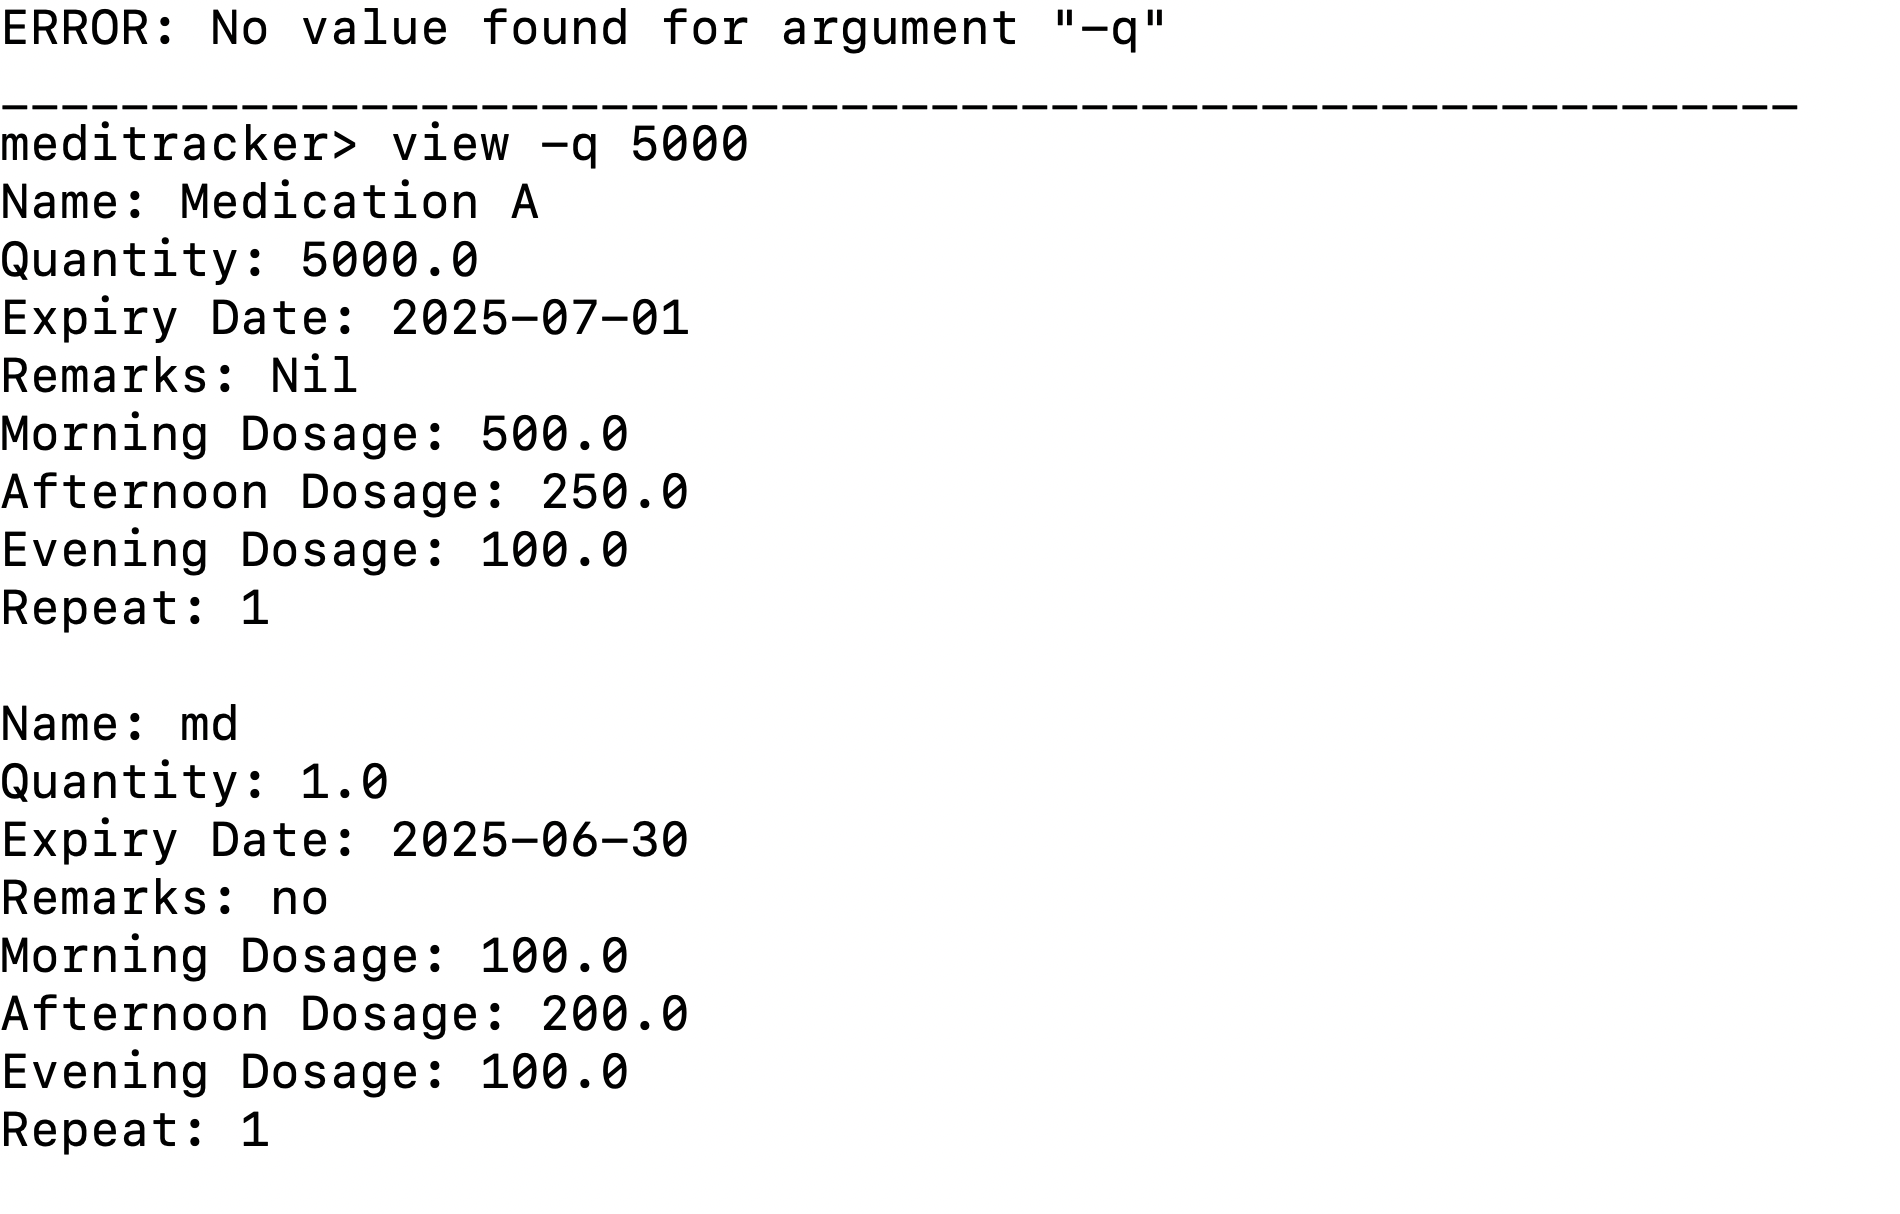 ERROR: No value found for argument "-q"
____________________________________________________________
meditracker> view -q 5000
Name: Medication A
Quantity: 5000.0
Expiry Date: 2025-07-01
Remarks: Nil
Morning Dosage: 500.0
Afternoon Dosage: 250.0
Evening Dosage: 100.0
Repeat: 1

Name: md
Quantity: 1.0
Expiry Date: 2025-06-30
Remarks: no
Morning Dosage: 100.0
Afternoon Dosage: 200.0
Evening Dosage: 100.0
Repeat: 1